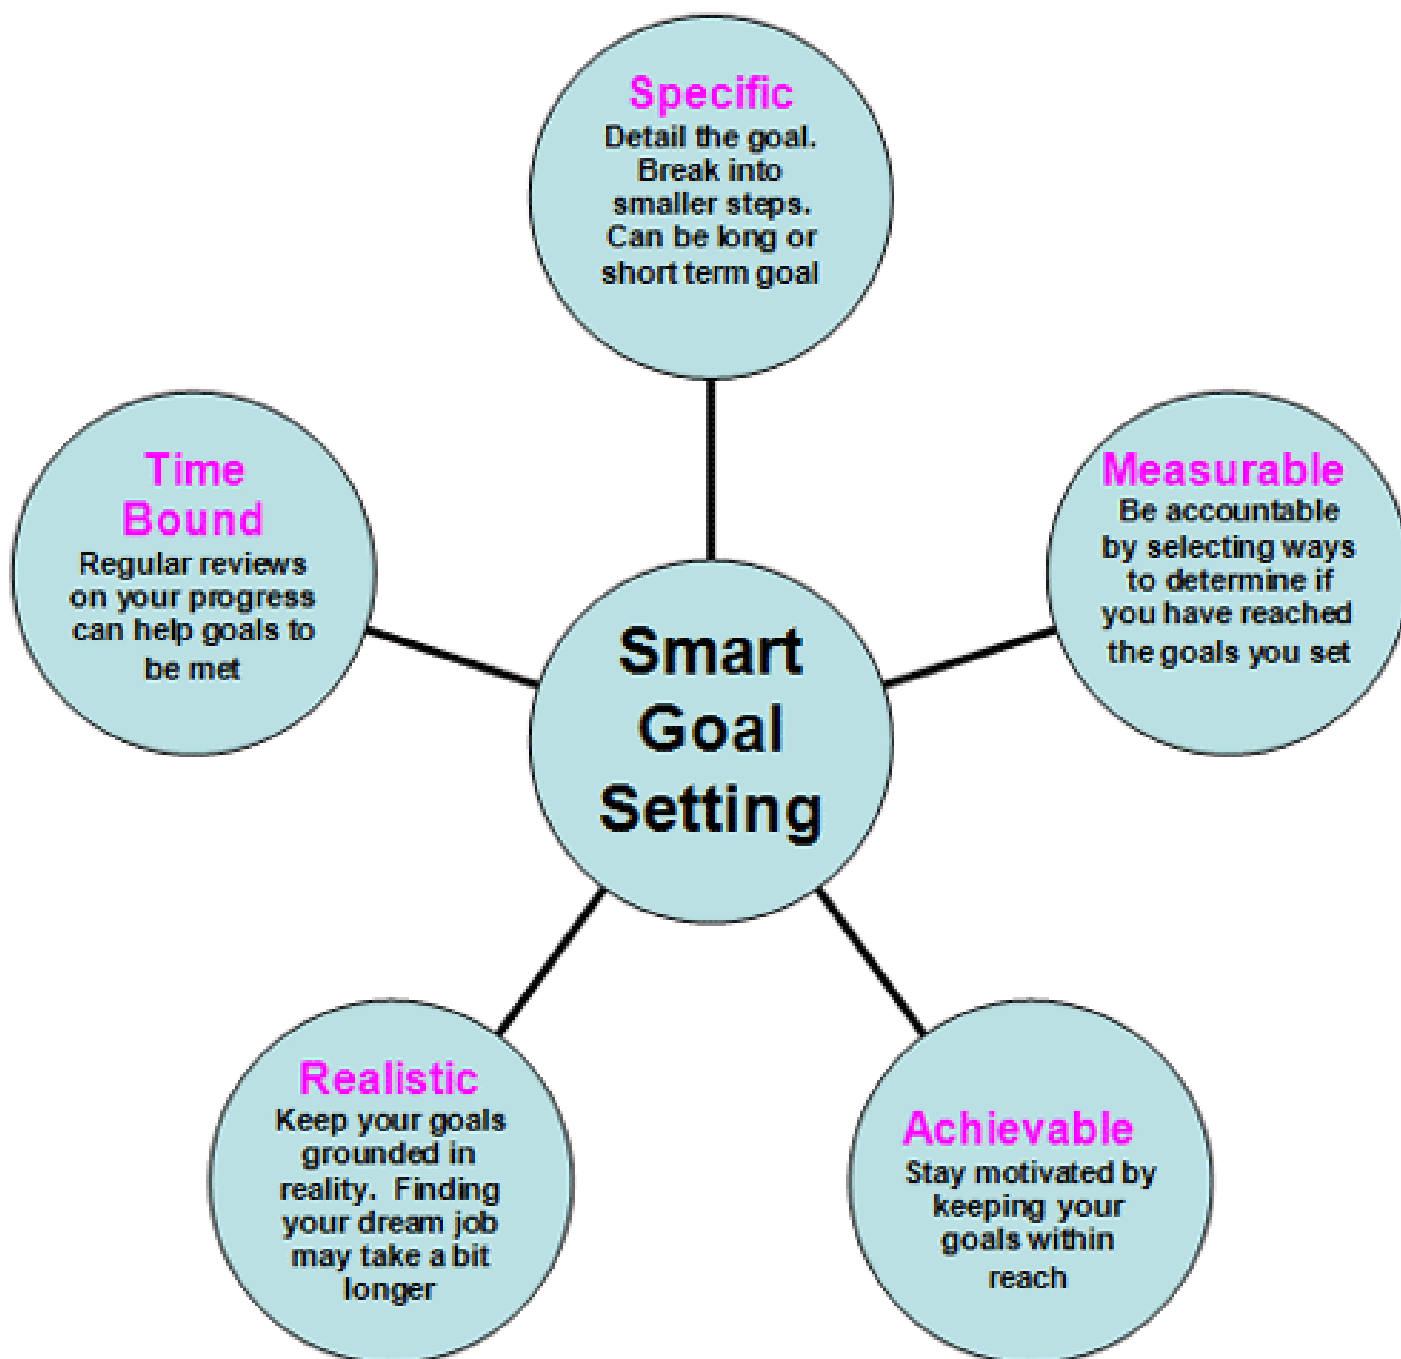 Specific
Detail the goal.
Break into
smaller steps.
Can be long or
short term goal
Time
Bound
Regular reviews
on your progress
can help goals to
be met
Measurable
Be accountable
by selecting ways
to determine if
you have reached
the goals you set
Smart
Goal
Setting
Realistic
Keep your goals
grounded in
reality.  Finding
your dream job
may take a bit
longer
Achievable
Stay motivated by
keeping your
goals within
reach